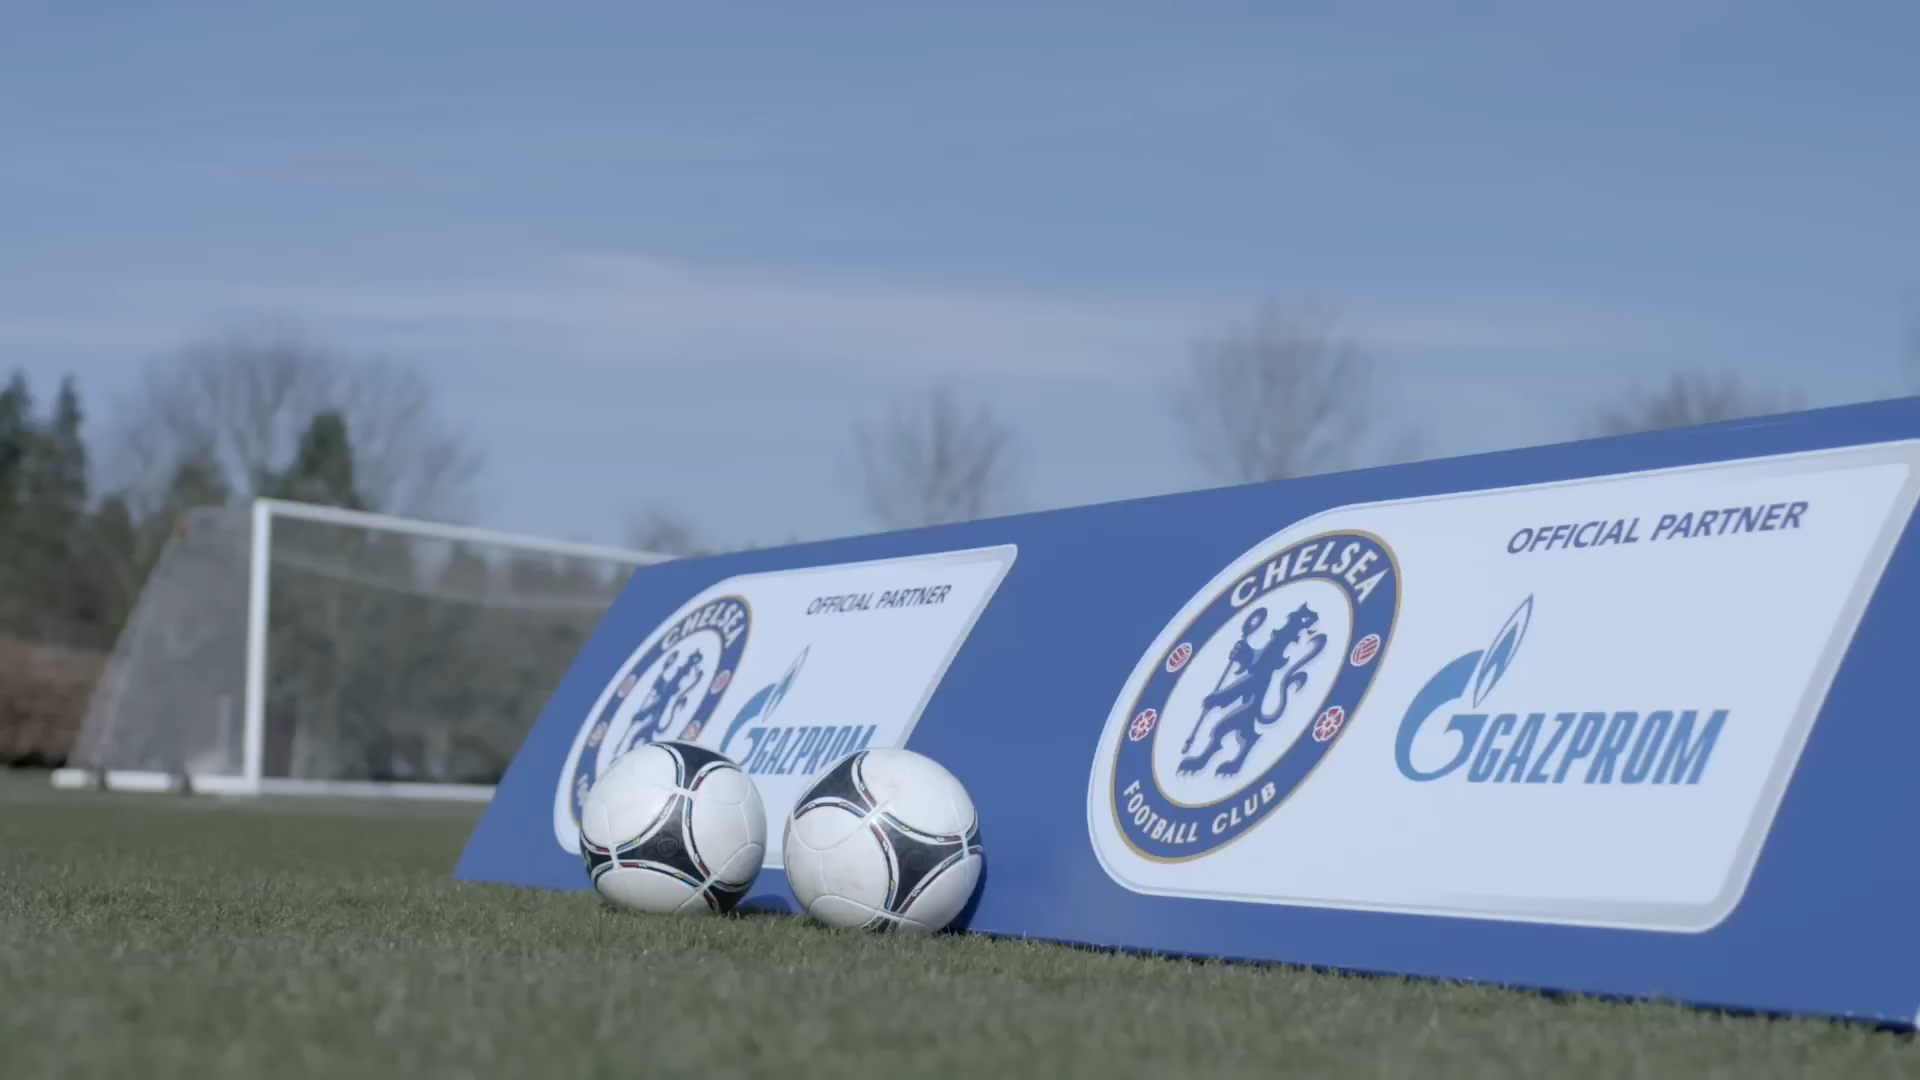 CHELSEA
OFFICIAL PARTNER
GAZPROM
CHELSEA
FOOTBALL CLUB
OFFICIAL PARTNER
GAZPROM